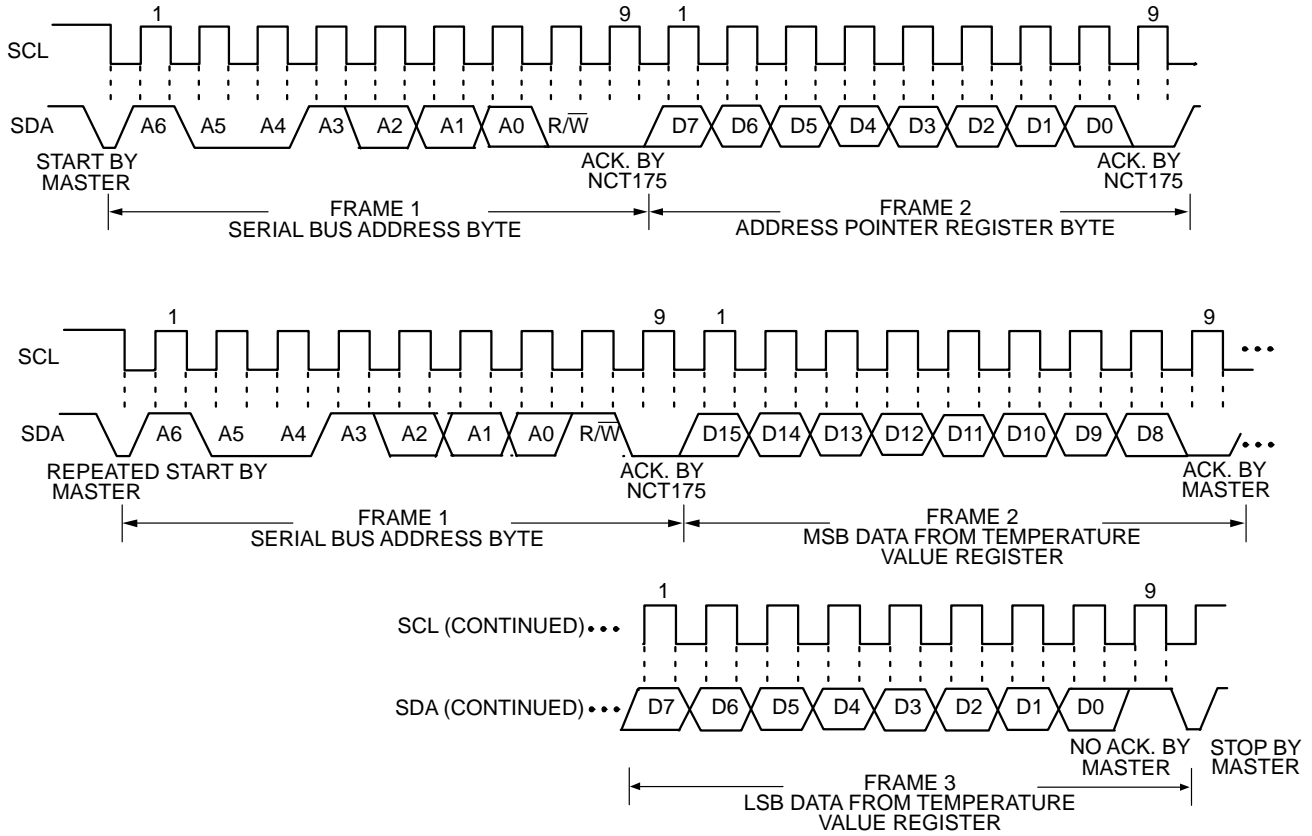 1 9 1 9
SCL
SDA A6 A5 A4 A3 A2 A1 A0 R/W̅ D7 D6 D5 D4 D3 D2 D1 D0
START BY
MASTER
ACK. BY
NCT175
ACK. BY
NCT175
FRAME 1
SERIAL BUS ADDRESS BYTE
FRAME 2
ADDRESS POINTER REGISTER BYTE
1 9 1 9
SCL
SDA A6 A5 A4 A3 A2 A1 A0 R/W̅ D15 D14 D13 D12 D11 D10 D9 D8
REPEATED START BY
MASTER
ACK. BY
NCT175
ACK. BY
MASTER
FRAME 1
SERIAL BUS ADDRESS BYTE
FRAME 2
MSB DATA FROM TEMPERATURE
VALUE REGISTER
1 9
SCL (CONTINUED)
SDA (CONTINUED) D7 D6 D5 D4 D3 D2 D1 D0
NO ACK. BY
MASTER
STOP BY
MASTER
FRAME 3
LSB DATA FROM TEMPERATURE
VALUE REGISTER